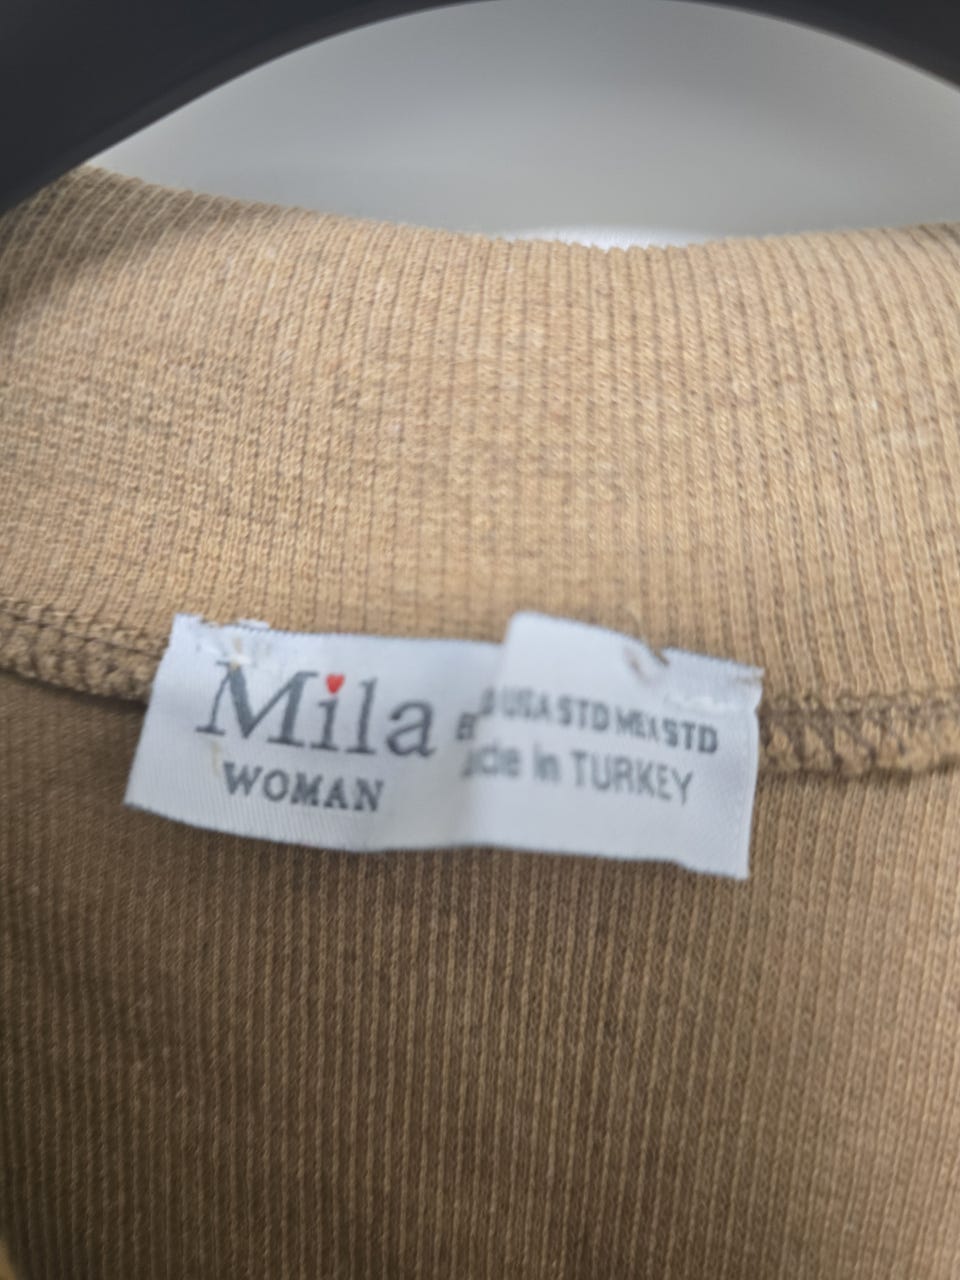 Mila
WOMAN
USA STD MEX STD
in TURKEY